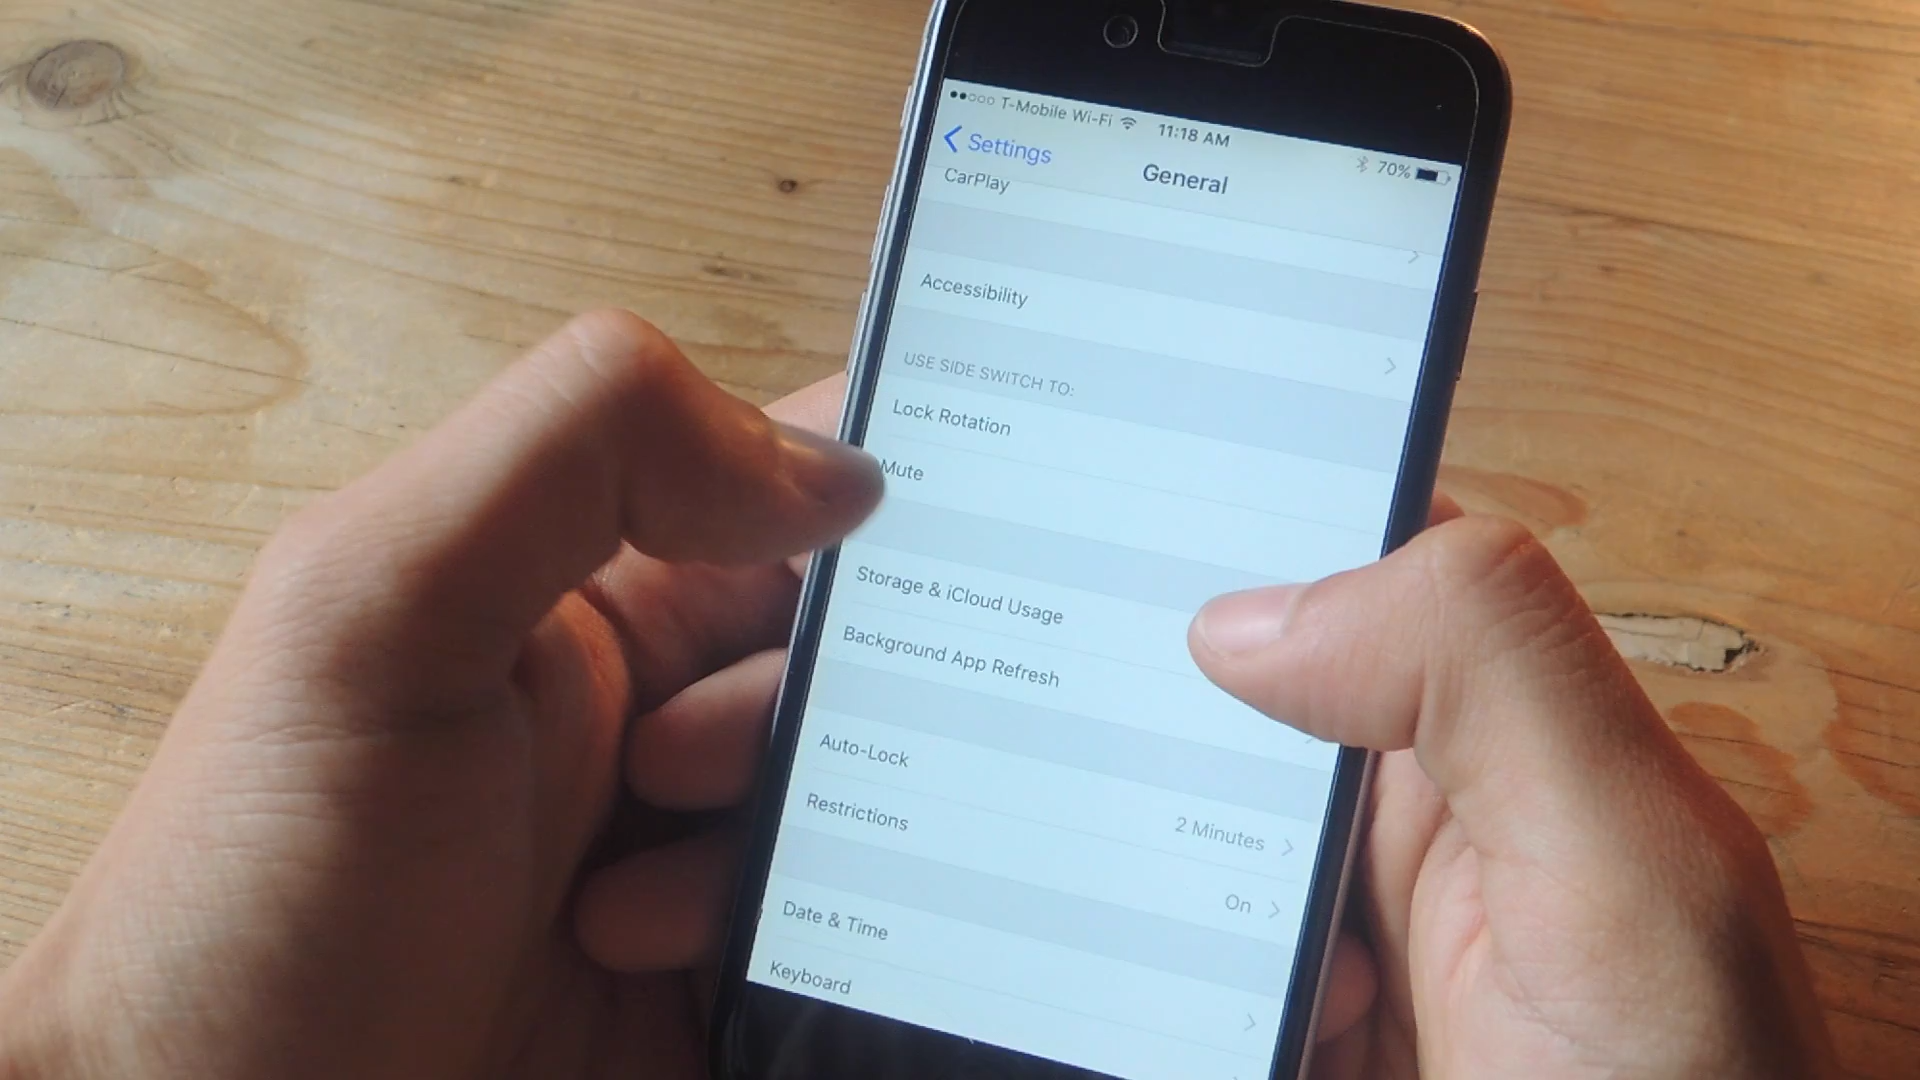 T-Mobile Wi-Fi 11:18 AM 70%
Settings General
CarPlay
Accessibility
USE SIDE SWITCH TO:
Lock Rotation
Mute
Storage & iCloud Usage
Background App Refresh
Auto-Lock 2 Minutes
Restrictions On
Date & Time
Keyboard